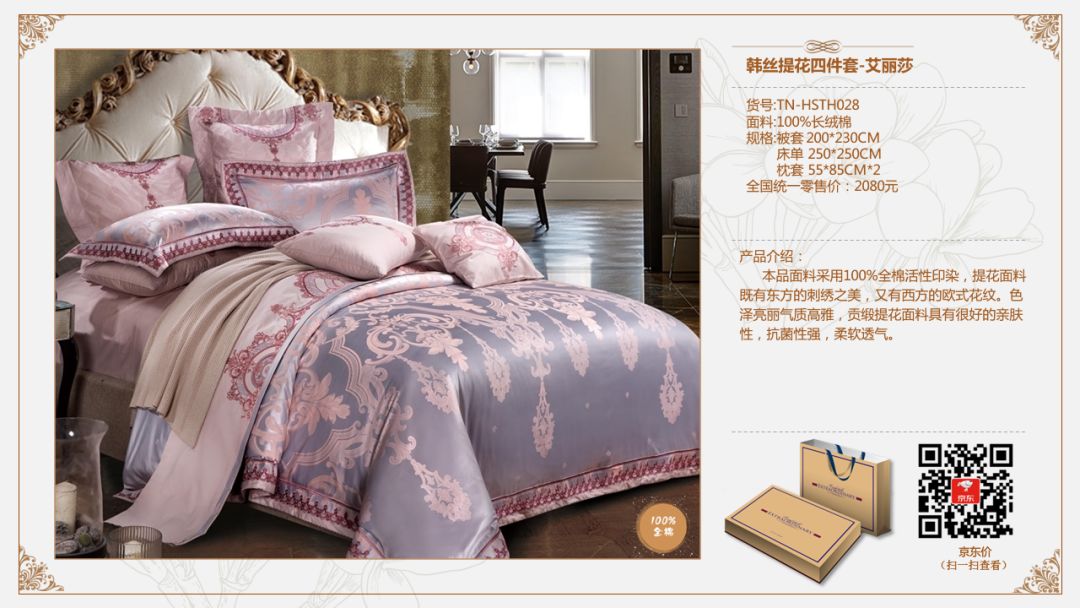 韩丝提花四件套-艾丽莎
货号:TN-HSTH028
面料:100%长绒棉
规格:被套 200*230CM
床单 250*250CM
枕套 55*85CM*2
全国统一零售价：2080元
产品介绍：
本品面料采用100%全棉活性印染，提花面料
既有东方的刺绣之美，又有西方的欧式花纹。色
泽亮丽气质高雅，贡缎提花面料具有很好的亲肤
性，抗菌性强，柔软透气。
100%
全棉
京东
京东价
（扫一扫查看）